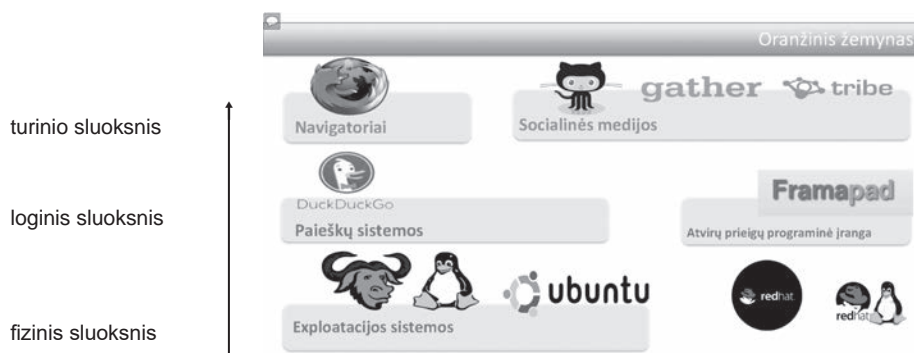 Oranžinis žemynas
gather tribe
turinio sluoksnis
Navigatoriai
Socialinės medijos
DuckDuckGo
Framapad
loginis sluoksnis
Paieškų sistemos
Atvirų prieigų programinė įranga
ubuntu
redhat
redhat
fizinis sluoksnis
Exploatacijos sistemos